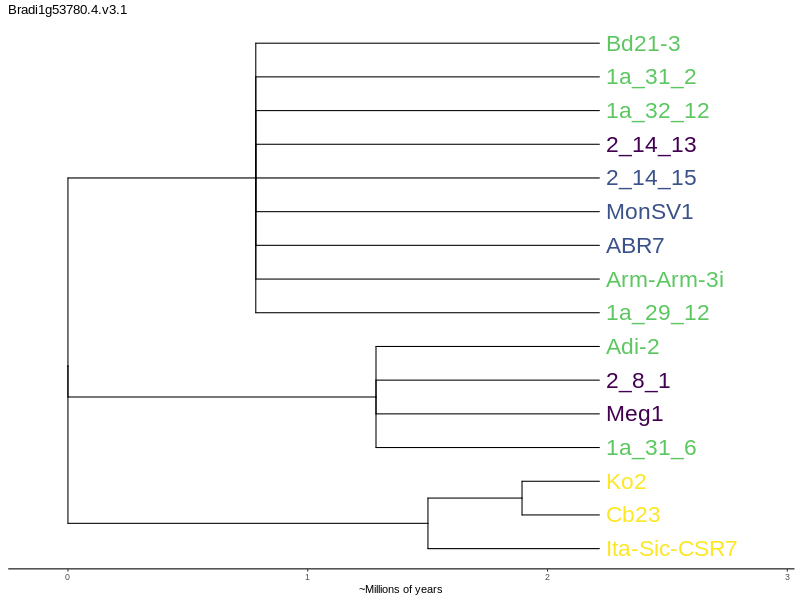 Bradi1g53780.4.v3.1
Bd21-3
1a_31_2
1a_32_12
2_14_13
2_14_15
MonSV1
ABR7
Arm-Arm-3i
1a_29_12
Adi-2
2_8_1
Meg1
1a_31_6
Ko2
Cb23
Ita-Sic-CSR7
0 1 2 3
~Millions of years